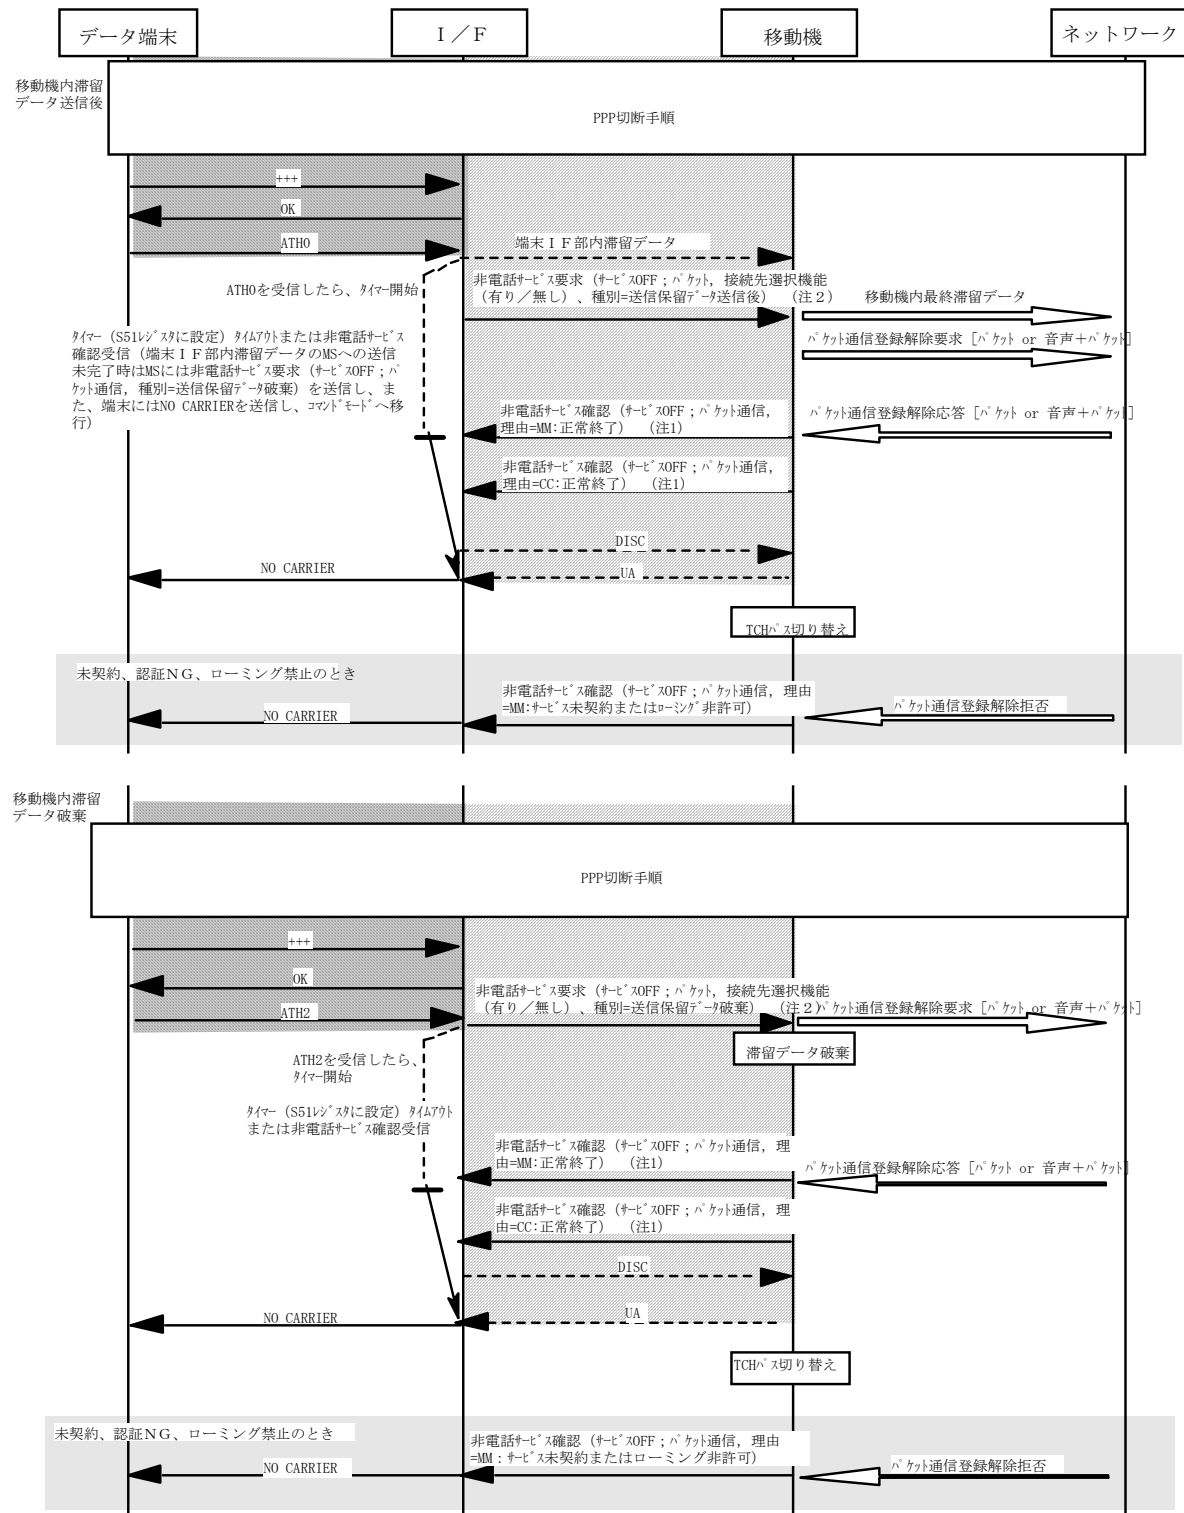 データ端末
Ｉ／Ｆ
移動機
ネットワーク
移動機内滞留
データ送信後
PPP切断手順
+++
OK
ATH0
端末ＩＦ部内滞留データ
ATH0を受信したら、ﾀｲﾏｰ開始
非電話ｻｰﾋﾞｽ要求（ｻｰﾋﾞｽOFF；ﾊﾟｹｯﾄ, 接続先選択機能
（有り／無し）、種別=送信保留ﾃﾞｰﾀ送信後）　（注２）
移動機内最終滞留データ
ﾊﾟｹｯﾄ通信登録解除要求［ﾊﾟｹｯﾄ or 音声＋ﾊﾟｹｯﾄ］
ﾀｲﾏｰ（S51ﾚｼﾞｽﾀに設定）ﾀｲﾑｱｳﾄまたは非電話ｻｰﾋﾞｽ
確認受信（端末ＩＦ部内滞留データのMSへの送信
未完了時はMSには非電話ｻｰﾋﾞｽ要求（ｻｰﾋﾞｽOFF；ﾊﾟ
ｹｯﾄ通信, 種別=送信保留ﾃﾞｰﾀ破棄）を送信し、ま
た、端末にはNO CARRIERを送信し、ｺﾏﾝﾄﾞﾓｰﾄﾞへ移
行）
非電話ｻｰﾋﾞｽ確認（ｻｰﾋﾞｽOFF；ﾊﾟｹｯﾄ通信,
理由=MM:正常終了）　（注1）
ﾊﾟｹｯﾄ通信登録解除応答［ﾊﾟｹｯﾄ or 音声＋ﾊﾟｹｯﾄ］
非電話ｻｰﾋﾞｽ確認（ｻｰﾋﾞｽOFF；ﾊﾟｹｯﾄ通信,
理由=CC:正常終了）　（注1）
DISC
NO CARRIER
UA
TCHﾊﾟｽ切り替え
未契約、認証ＮＧ、ローミング禁止のとき
非電話ｻｰﾋﾞｽ確認（ｻｰﾋﾞｽOFF；ﾊﾟｹｯﾄ通信, 理由
=MM:ｻｰﾋﾞｽ未契約またはﾛｰﾐﾝｸﾞ非許可）
NO CARRIER
ﾊﾟｹｯﾄ通信登録解除拒否
移動機内滞留
データ破棄
PPP切断手順
+++
OK
ATH2
非電話ｻｰﾋﾞｽ要求（ｻｰﾋﾞｽOFF；ﾊﾟｹｯﾄ, 接続先選択機能
（有り／無し）、種別=送信保留ﾃﾞｰﾀ破棄）　（注２）
ﾊﾟｹｯﾄ通信登録解除要求［ﾊﾟｹｯﾄ or 音声＋ﾊﾟｹｯﾄ］
滞留データ破棄
ATH2を受信したら、
ﾀｲﾏｰ開始
ﾀｲﾏｰ（S51ﾚｼﾞｽﾀに設定）ﾀｲﾑｱｳﾄ
または非電話ｻｰﾋﾞｽ確認受信
非電話ｻｰﾋﾞｽ確認（ｻｰﾋﾞｽOFF；ﾊﾟｹｯﾄ通信, 理
由=MM:正常終了）　（注1）
ﾊﾟｹｯﾄ通信登録解除応答［ﾊﾟｹｯﾄ or 音声＋ﾊﾟｹｯﾄ］
非電話ｻｰﾋﾞｽ確認（ｻｰﾋﾞｽOFF；ﾊﾟｹｯﾄ通信, 理
由=CC:正常終了）　（注1）
DISC
NO CARRIER
UA
TCHﾊﾟｽ切り替え
未契約、認証ＮＧ、ローミング禁止のとき
非電話ｻｰﾋﾞｽ確認（ｻｰﾋﾞｽOFF；ﾊﾟｹｯﾄ通信, 理由
=MM：ｻｰﾋﾞｽ未契約またはローミング非許可）
NO CARRIER
ﾊﾟｹｯﾄ通信登録解除拒否